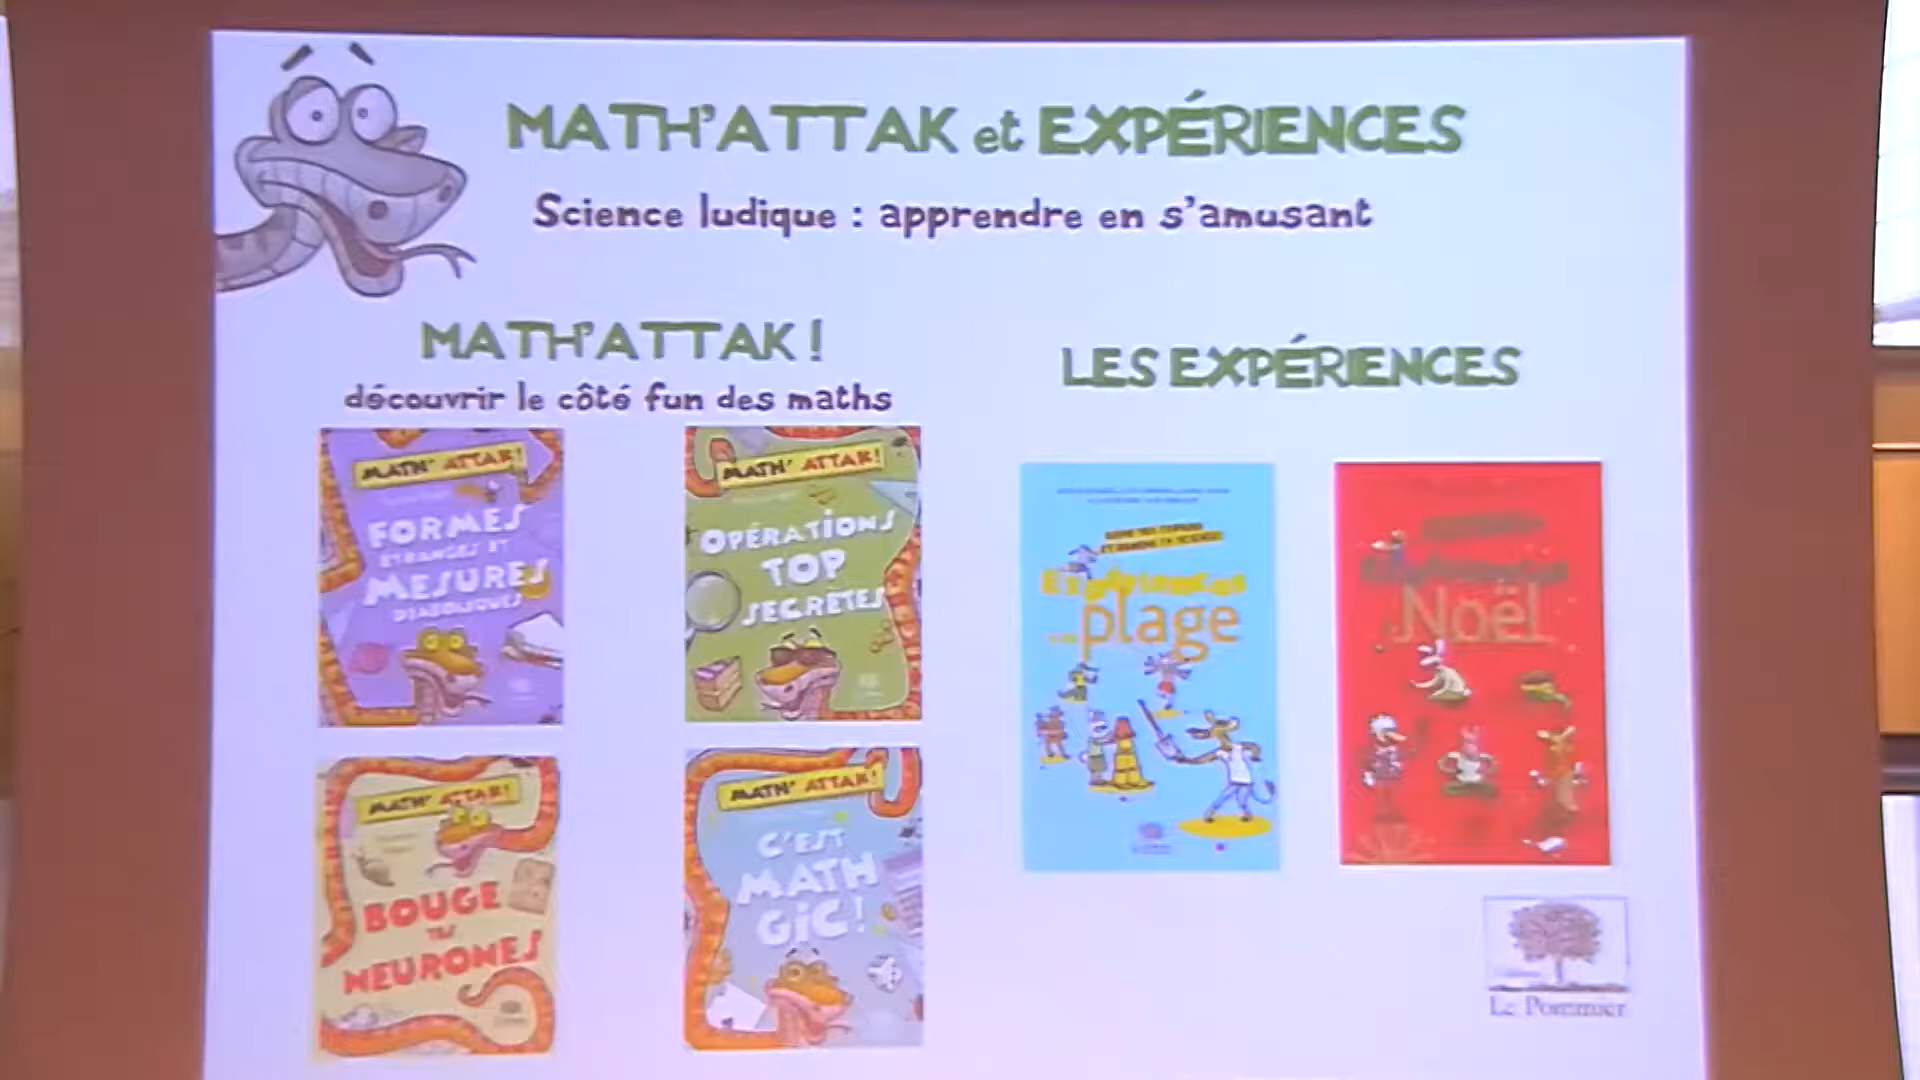 MATH'ATTAK et EXPÉRIENCES
Science ludique : apprendre en s'amusant
MATH'ATTAK !
découvrir le côté fun des maths
LES EXPÉRIENCES
MATH' ATTAK!
FORMES
ÉTRANGES ET
MESURES
DIABOLIQUES
MATH' ATTAK!
OPÉRATIONS
TOP
SECRÈTES
MATH' ATTAK!
BOUGE
TES
NEURONES
MATH' ATTAK!
C'EST
MATH
GIC!
Expériences
plage
Noël
Le Pommier